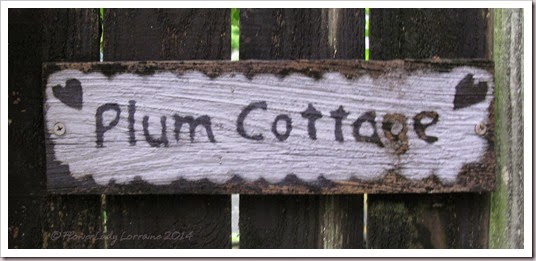 Plum Cottage
© FlowerLady Lorraine 2014